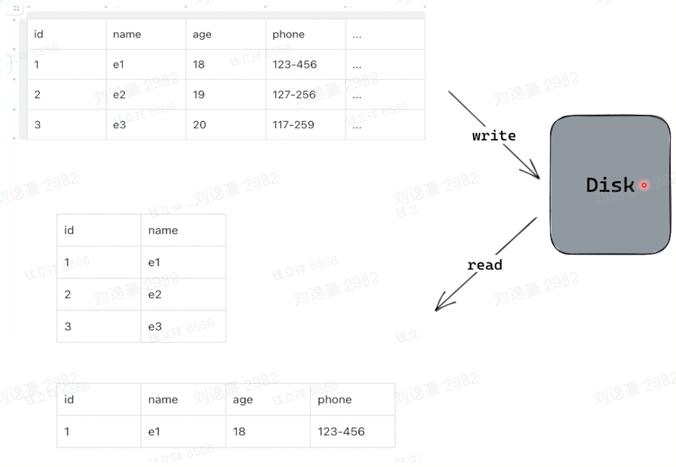 id name age phone ...
1 e1 18 123-456 ...
2 e2 19 127-256 ...
3 e3 20 117-259 ...
write
Disk
read
id name
1 e1
2 e2
3 e3
id name age phone
1 e1 18 123-456
刘逸豪 2982
钱立祥 6556